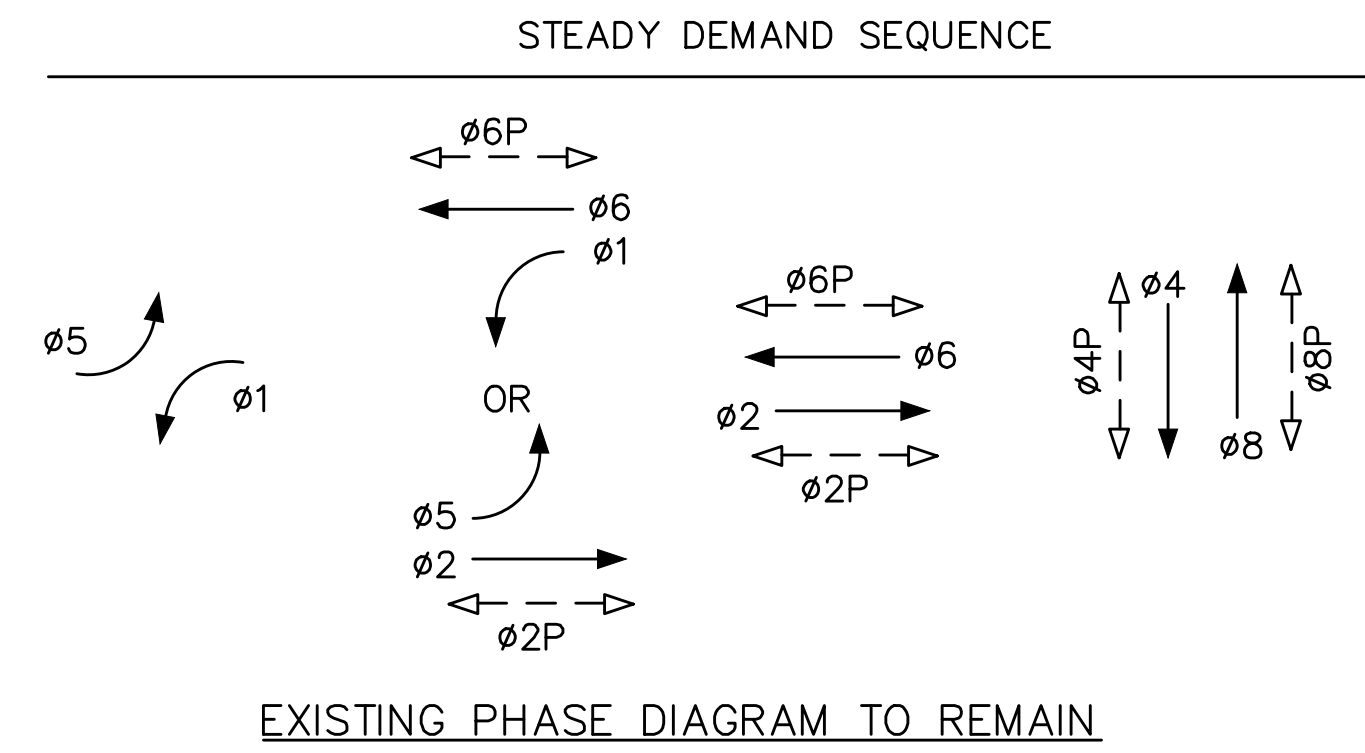 STEADY DEMAND SEQUENCE
ø5
ø1
ø6P
ø6
ø1
OR
ø5
ø2
ø2P
ø6P
ø6
ø2
ø2P
ø4P
ø4
ø8
ø8P
EXISTING PHASE DIAGRAM TO REMAIN